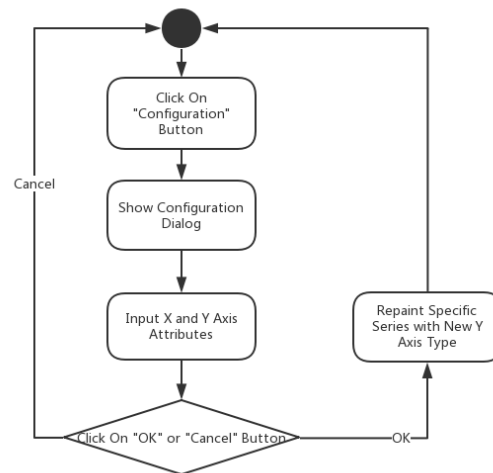 Click On
"Configuration"
Button
Cancel
Show Configuration
Dialog
Input X and Y Axis
Attributes
Repaint Specific
Series with New Y
Axis Type
Click On "OK" or "Cancel" Button
OK